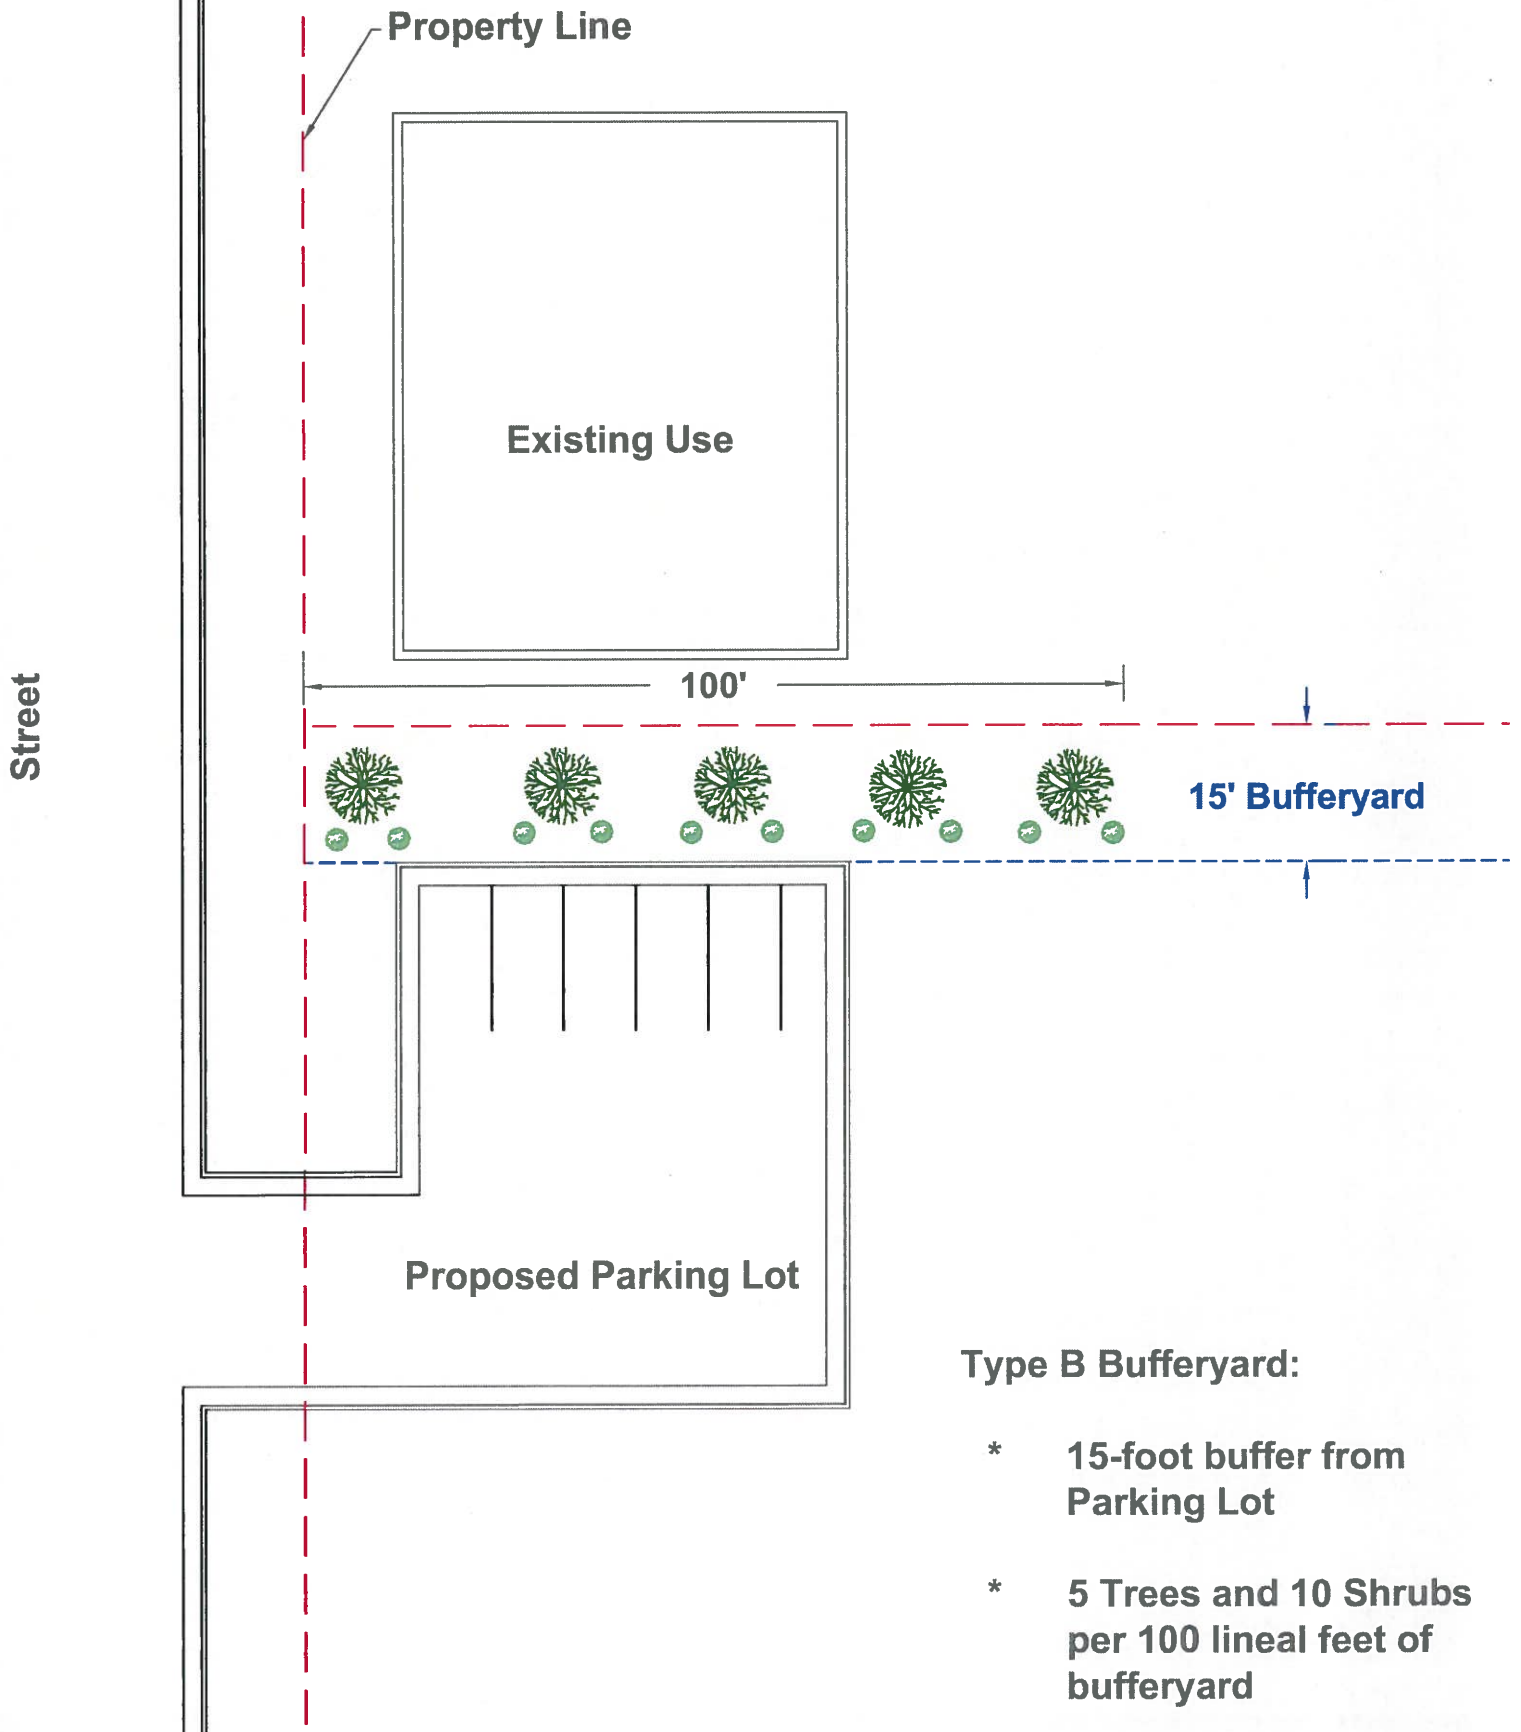 Property Line
Existing Use
100'
Street
15' Bufferyard
Proposed Parking Lot
Type B Bufferyard:
* 15-foot buffer from
Parking Lot
* 5 Trees and 10 Shrubs
per 100 lineal feet of
bufferyard